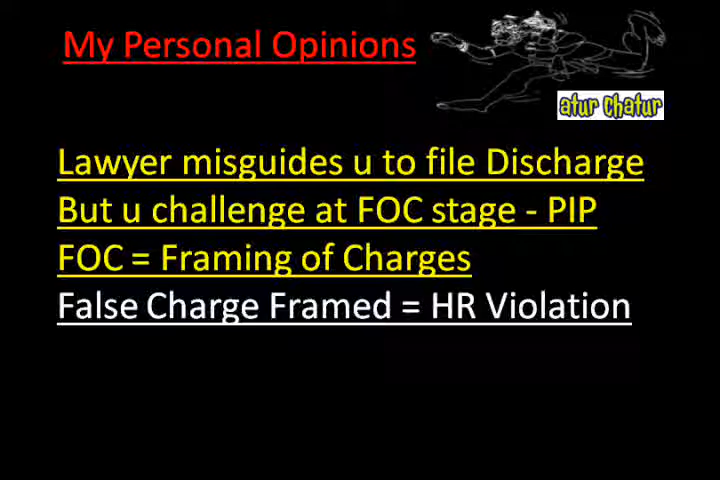 My Personal Opinions
atur chatur
Lawyer misguides u to file Discharge
But u challenge at FOC stage - PIP
FOC = Framing of Charges
False Charge Framed = HR Violation